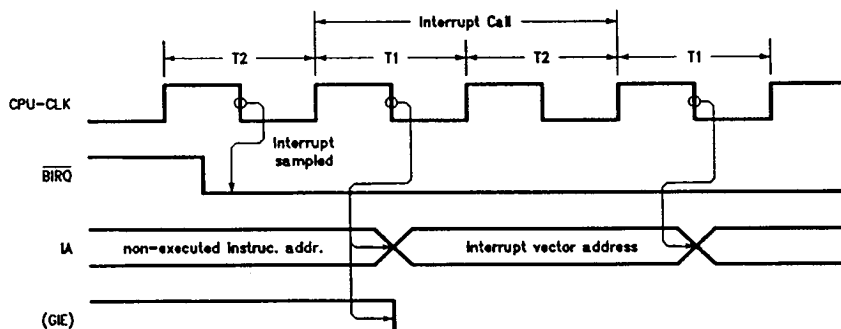 Interrupt Call
T2
T1
T2
T1
CPU-CLK
Interrupt
sampled
BIRQ
IA
non-executed instruc. addr.
Interrupt vector address
(GIE)